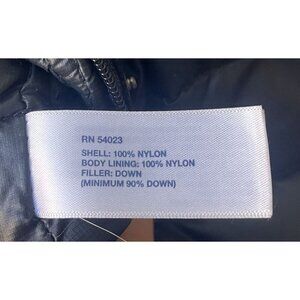 RN 54023
SHELL: 100% NYLON
BODY LINING: 100% NYLON
FILLER: DOWN
(MINIMUM 90% DOWN)